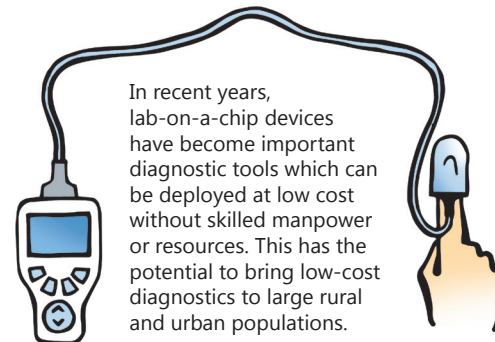 In recent years,
lab-on-a-chip devices
have become important
diagnostic tools which can
be deployed at low cost
without skilled manpower
or resources. This has the
potential to bring low-cost
diagnostics to large rural
and urban populations.